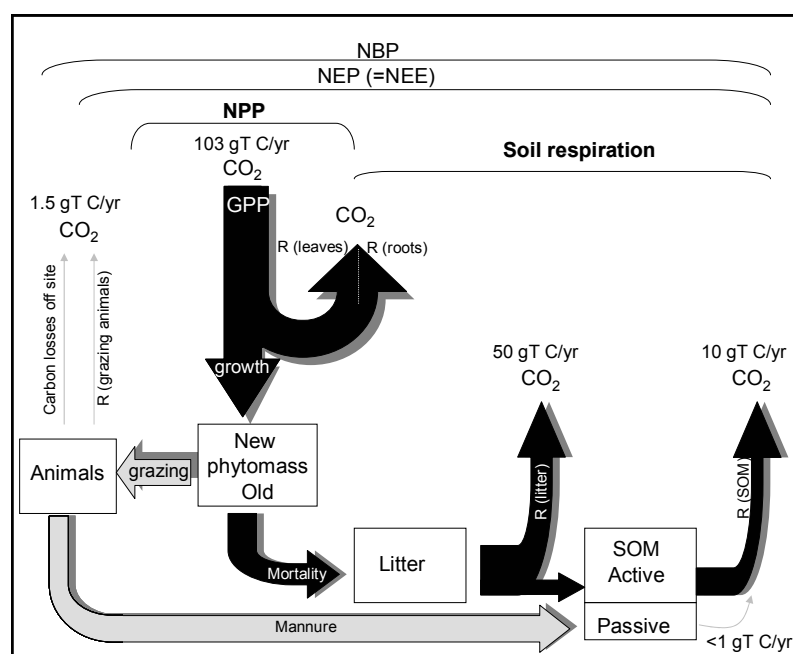 NBP
NEP (=NEE)
NPP
103 gT C/yr
CO₂
GPP
Soil respiration
1.5 gT C/yr
CO₂
CO₂
R (leaves)
R (roots)
Carbon losses off site
R (grazing animals)
growth
50 gT C/yr
CO₂
10 gT C/yr
CO₂
Animals
grazing
New
phytomass
Old
R (litter)
R (SOM)
Mortality
Litter
SOM
Active
Mannure
Passive
<1 gT C/yr